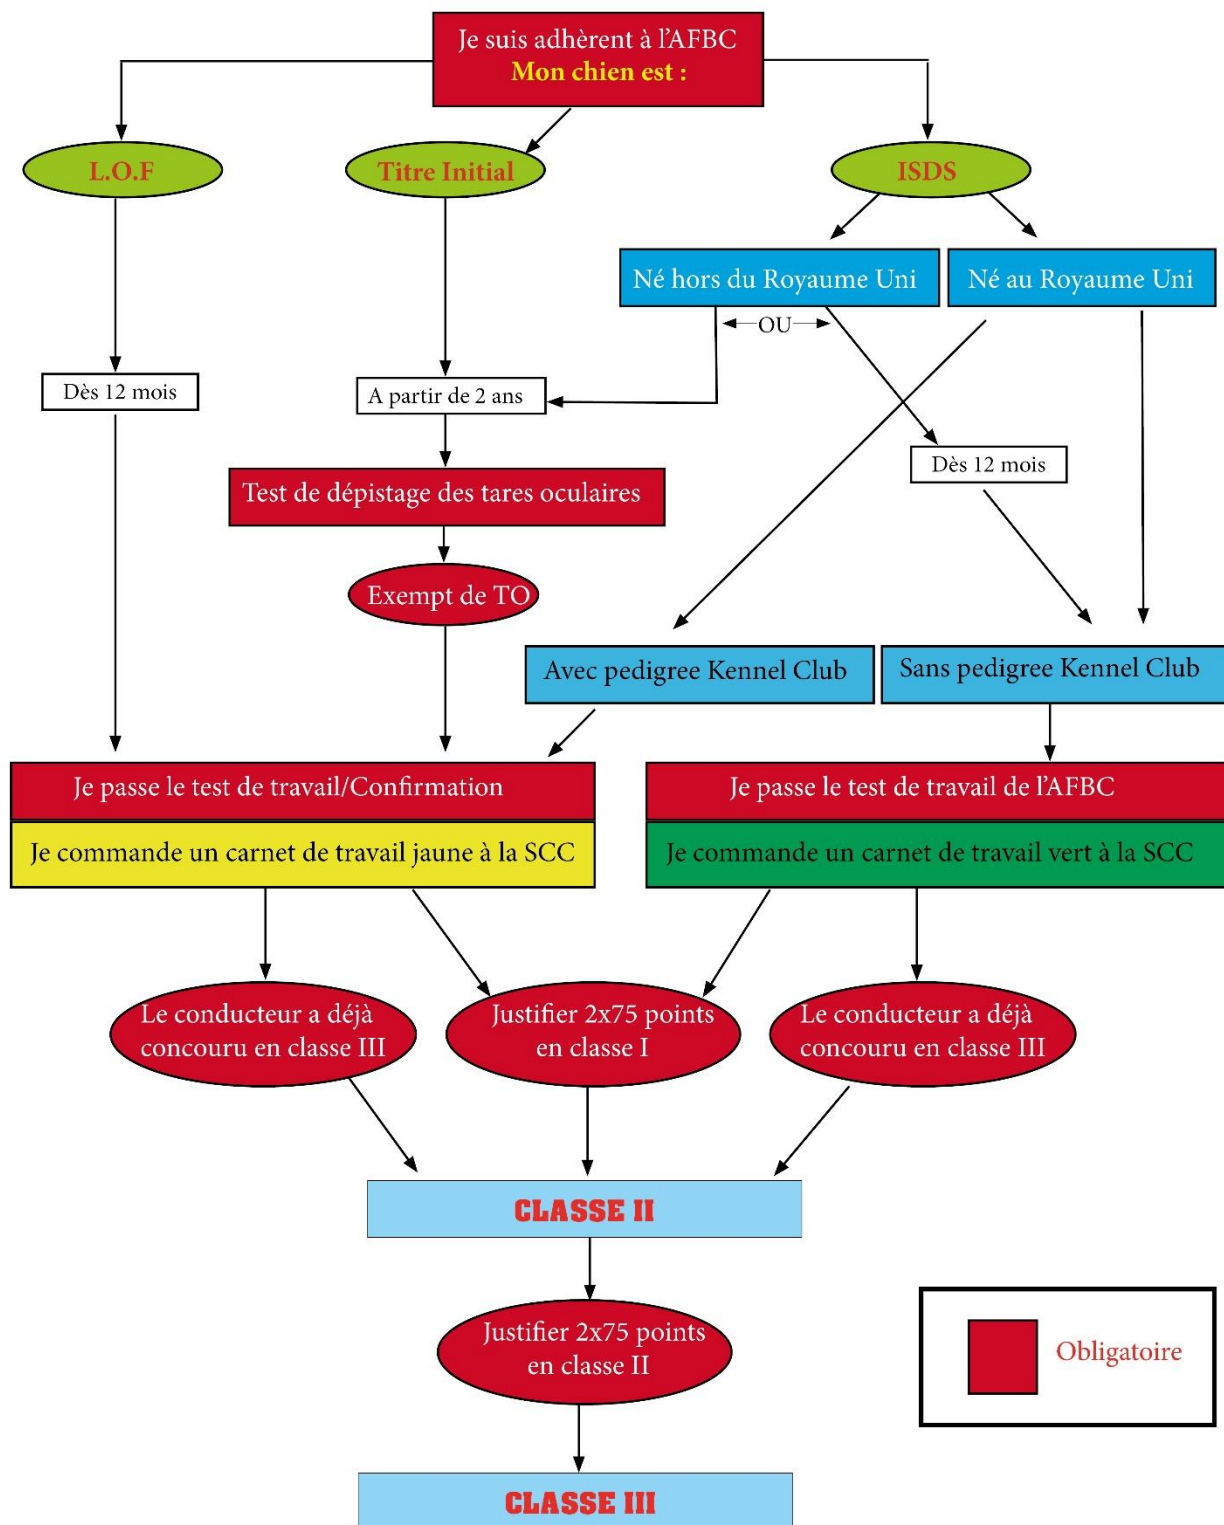 Je suis adhèrent à l'AFBC
Mon chien est :
L.O.F
Titre Initial
ISDS
Né hors du Royaume Uni
Né au Royaume Uni
OU
Dès 12 mois
A partir de 2 ans
Dès 12 mois
Test de dépistage des tares oculaires
Exempt de TO
Avec pedigree Kennel Club
Sans pedigree Kennel Club
Je passe le test de travail/Confirmation
Je passe le test de travail de l'AFBC
Je commande un carnet de travail jaune à la SCC
Je commande un carnet de travail vert à la SCC
Le conducteur a déjà
concouru en classe III
Justifier 2x75 points
en classe I
Le conducteur a déjà
concouru en classe III
CLASSE II
Justifier 2x75 points
en classe II
Obligatoire
CLASSE III